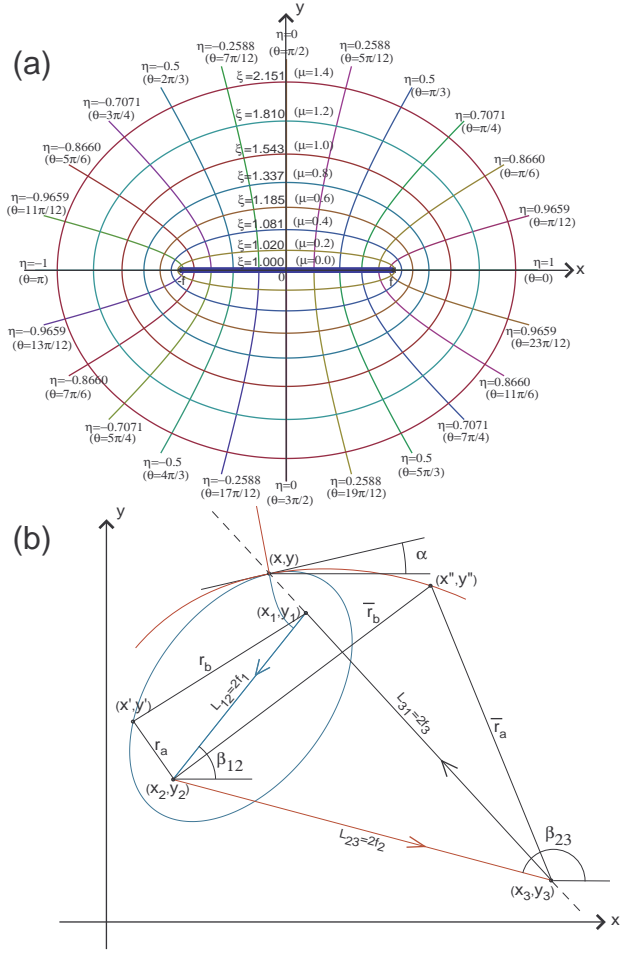 y
(a)
η=0
(θ=π/2)
η=−0.2588
(θ=7π/12)
η=0.2588
(θ=5π/12)
η=−0.5
(θ=2π/3)
η=0.5
(θ=π/3)
η=−0.7071
(θ=3π/4)
η=0.7071
(θ=π/4)
η=−0.8660
(θ=5π/6)
η=0.8660
(θ=π/6)
η=−0.9659
(θ=11π/12)
η=0.9659
(θ=π/12)
ξ=2.151 (μ=1.4)
ξ=1.810 (μ=1.2)
ξ=1.543 (μ=1.0)
ξ=1.337 (μ=0.8)
ξ=1.185 (μ=0.6)
ξ=1.081 (μ=0.4)
ξ=1.020 (μ=0.2)
ξ=1.000 (μ=0.0)
η=−1
(θ=π)
-f
0
f
η=1
(θ=0)
x
η=−0.9659
(θ=13π/12)
η=0.9659
(θ=23π/12)
η=−0.8660
(θ=7π/6)
η=0.8660
(θ=11π/6)
η=−0.7071
(θ=5π/4)
η=0.7071
(θ=7π/4)
η=−0.5
(θ=4π/3)
η=0.5
(θ=5π/3)
η=−0.2588
(θ=17π/12)
η=0
(θ=3π/2)
η=0.2588
(θ=19π/12)
y
(b)
(x,y)
α
(x'',y'')
(x₁,y₁)
r̅_b
r_b
L₁₂=2f₁
L₃₁=2f₃
(x',y')
r_a
r̅_a
β₁₂
(x₂,y₂)
L₂₃=2f₂
β₂₃
(x₃,y₃)
x